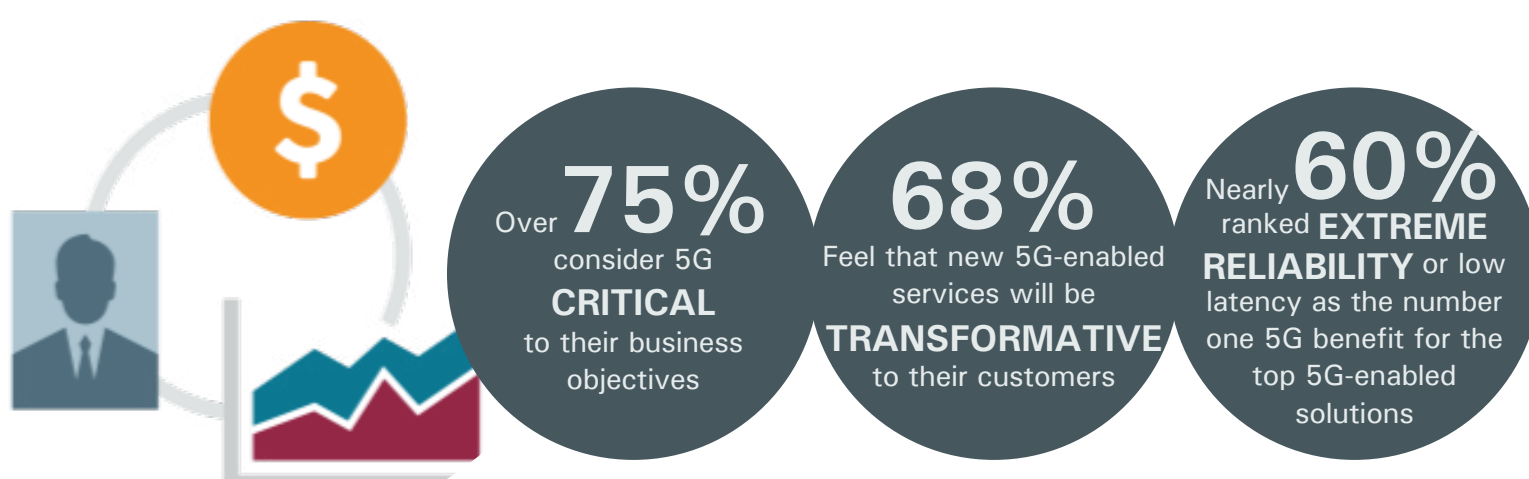 $
Over 75%
consider 5G
CRITICAL
to their business
objectives
68%
Feel that new 5G-enabled
services will be
TRANSFORMATIVE
to their customers
Nearly 60%
ranked EXTREME
RELIABILITY or low
latency as the number
one 5G benefit for the
top 5G-enabled
solutions